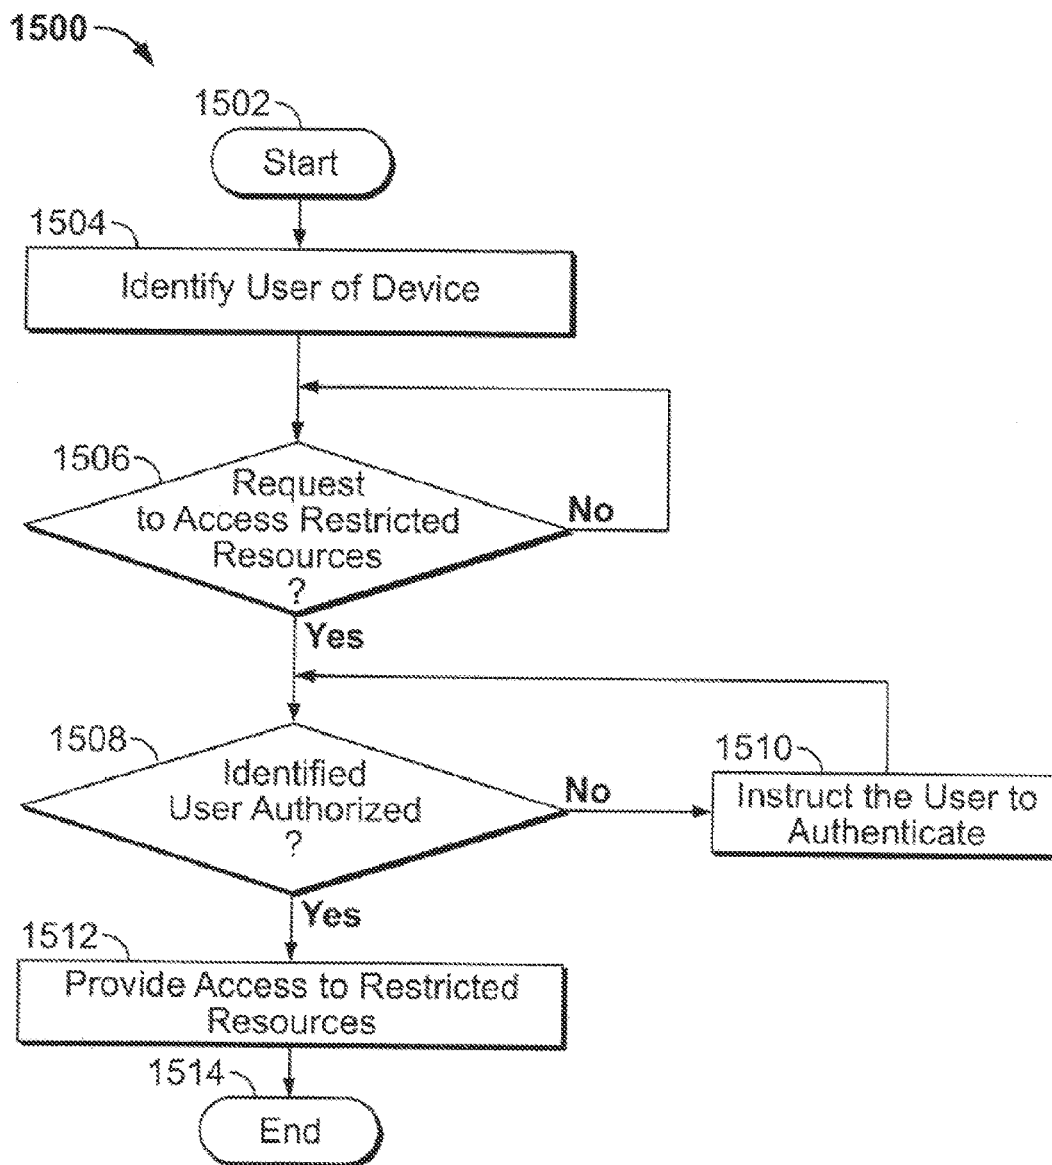 1500
1502
Start
1504
Identify User of Device
1506
Request
to Access Restricted
Resources
?
No
Yes
1508
Identified
User Authorized
?
No
1510
Instruct the User to
Authenticate
Yes
1512
Provide Access to Restricted
Resources
1514
End